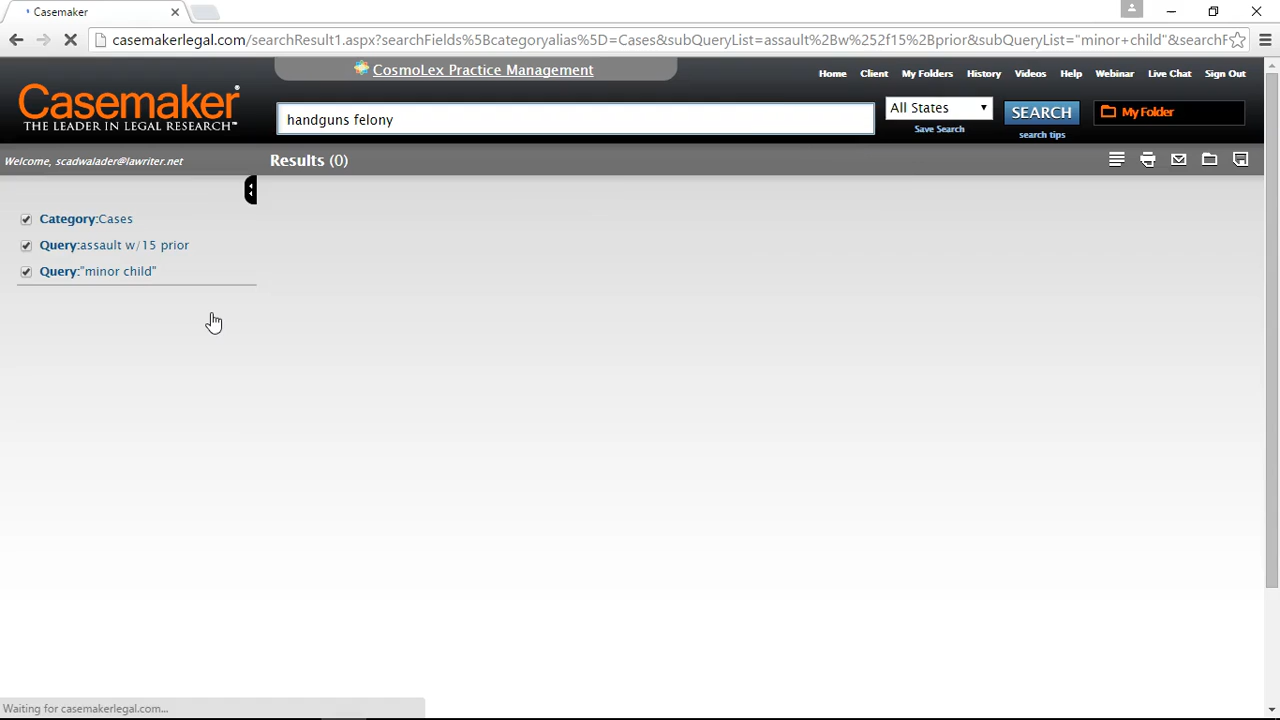 Casemaker
casemakerlegal.com/searchResult1.aspx?searchFields%5Bcategoryalias%5D=Cases&subQueryList=assault%2Bw%252f15%2Bprior&subQueryList="minor+child"&searchF
CosmoLex Practice Management
Home Client My Folders History Videos Help Webinar Live Chat Sign Out
Casemaker
THE LEADER IN LEGAL RESEARCH™
handguns felony
All States
SEARCH
My Folder
Save Search
search tips
Welcome, scadwalader@lawriter.net
Results (0)
Category:Cases
Query:assault w/15 prior
Query:"minor child"
Waiting for casemakerlegal.com...